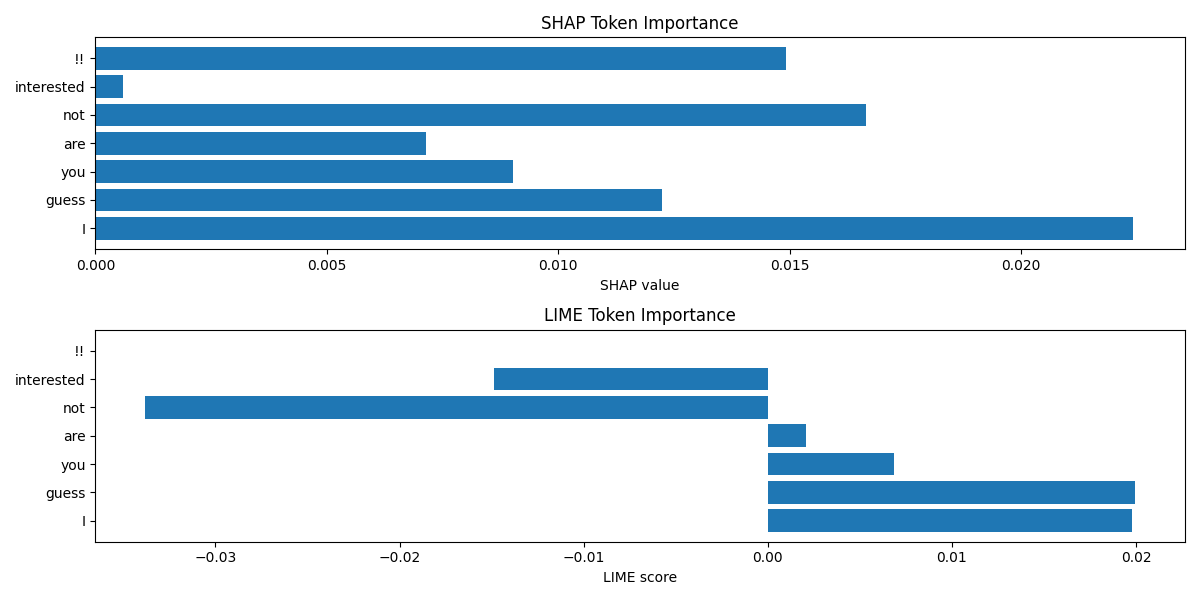 SHAP Token Importance
!!
interested
not
are
you
guess
I
0.000 0.005 0.010 0.015 0.020
SHAP value
LIME Token Importance
!!
interested
not
are
you
guess
I
−0.03 −0.02 −0.01 0.00 0.01 0.02
LIME score